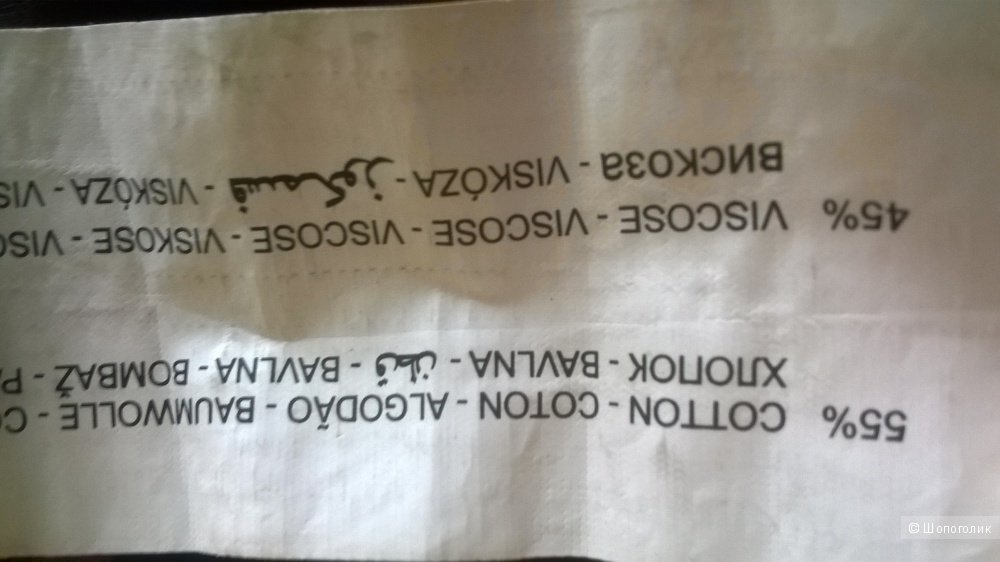 55% COTTON - COTON - ALGODÃO - BAUMWOLLE -
ХЛОПОК - BAVLNA - قطن - BAVLNA - BOMBAŽ -
45% VISCOSE - VISCOSE - VISCOSE - VISKOSE -
ВИСКОЗА - VISKÓZA - فسكوز - VISKÓZA -
© Шопоголик